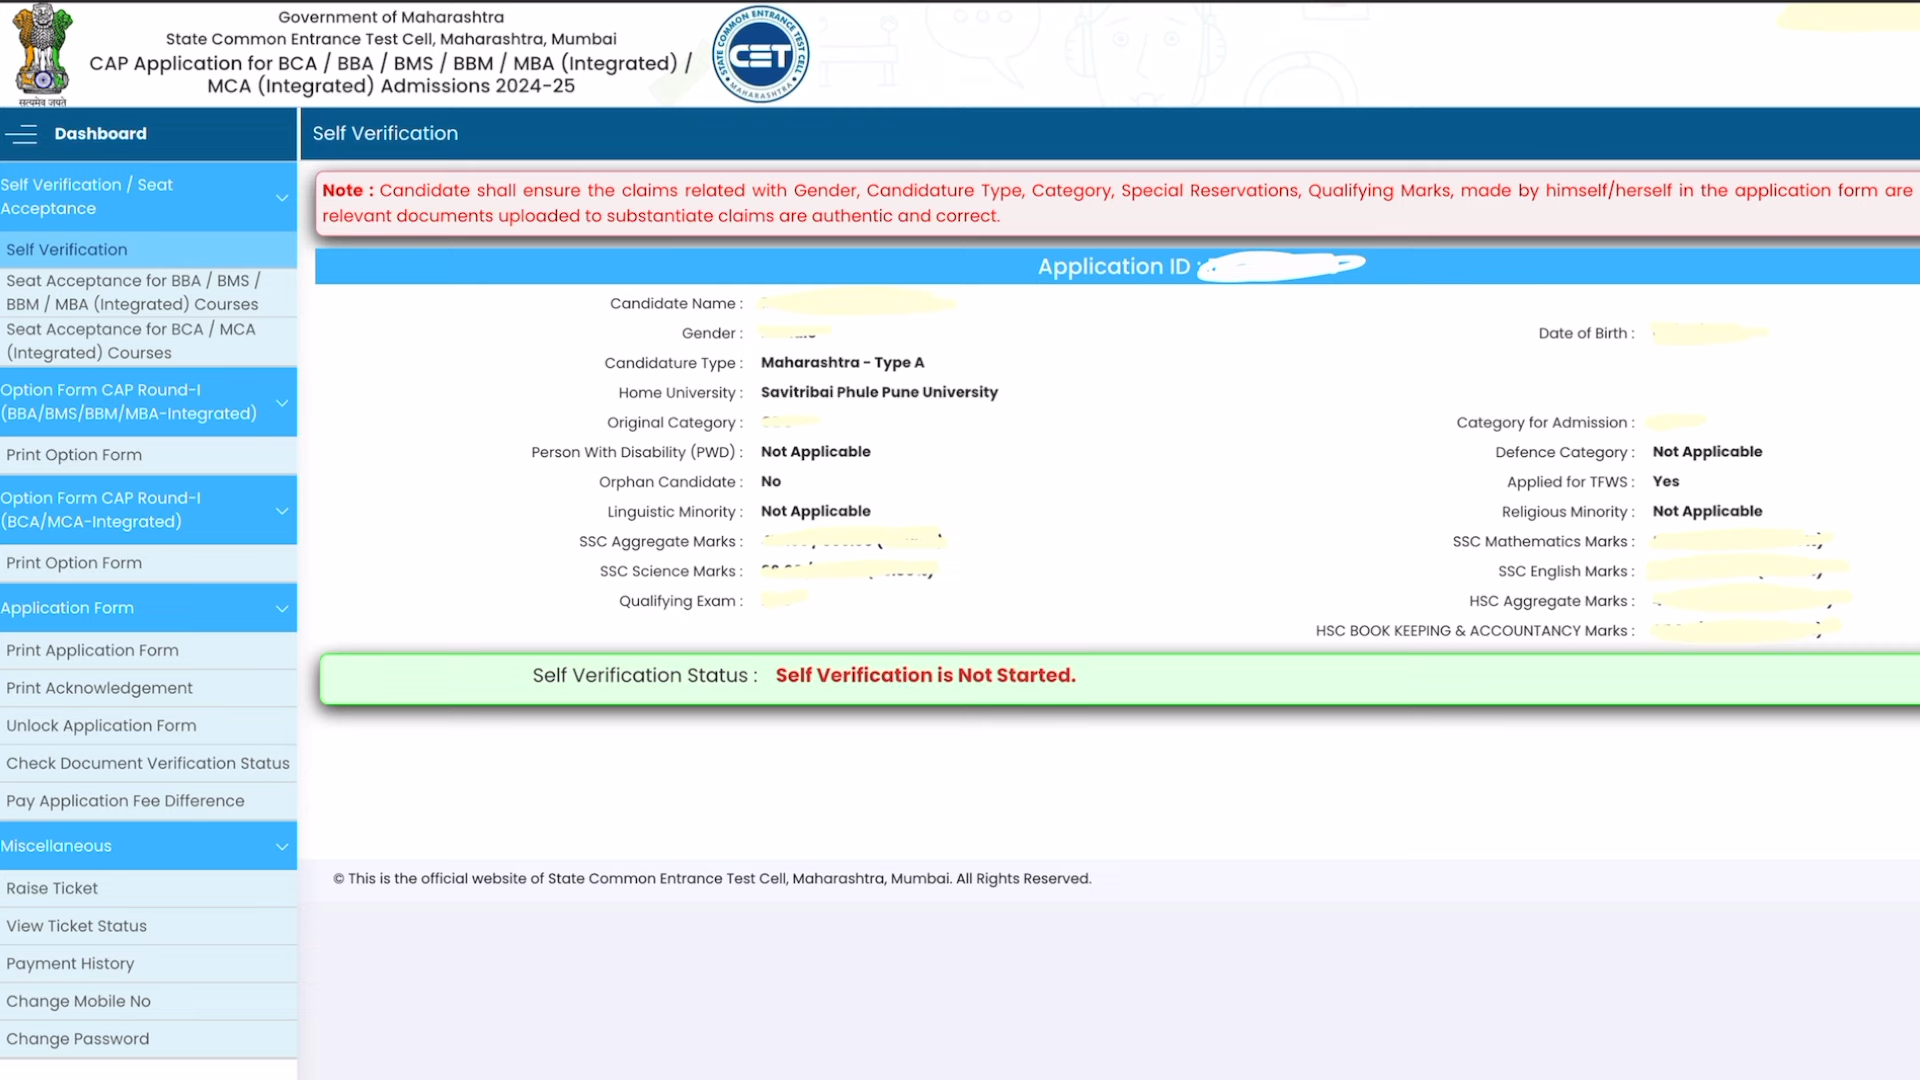 Government of Maharashtra
State Common Entrance Test Cell, Maharashtra, Mumbai
CAP Application for BCA / BBA / BMS / BBM / MBA (Integrated) /
MCA (Integrated) Admissions 2024-25
सत्यमेव जयते
STATE COMMON ENTRANCE TEST CELL
CET
MAHARASHTRA
Dashboard
Self Verification / Seat
Acceptance
Self Verification
Seat Acceptance for BBA / BMS /
BBM / MBA (Integrated) Courses
Seat Acceptance for BCA / MCA
(Integrated) Courses
Option Form CAP Round-I
(BBA/BMS/BBM/MBA-Integrated)
Print Option Form
Option Form CAP Round-I
(BCA/MCA-Integrated)
Print Option Form
Application Form
Print Application Form
Print Acknowledgement
Unlock Application Form
Check Document Verification Status
Pay Application Fee Difference
Miscellaneous
Raise Ticket
View Ticket Status
Payment History
Change Mobile No
Change Password
Self Verification
Note : Candidate shall ensure the claims related with Gender, Candidature Type, Category, Special Reservations, Qualifying Marks, made by himself/herself in the application form are
relevant documents uploaded to substantiate claims are authentic and correct.
Application ID :
Candidate Name :
Gender :
Date of Birth :
Candidature Type : Maharashtra - Type A
Home University : Savitribai Phule Pune University
Original Category :
Category for Admission :
Person With Disability (PWD) : Not Applicable
Defence Category : Not Applicable
Orphan Candidate : No
Applied for TFWS : Yes
Linguistic Minority : Not Applicable
Religious Minority : Not Applicable
SSC Aggregate Marks :
SSC Mathematics Marks :
SSC Science Marks :
SSC English Marks :
Qualifying Exam :
HSC Aggregate Marks :
HSC BOOK KEEPING & ACCOUNTANCY Marks :
Self Verification Status : Self Verification is Not Started.
© This is the official website of State Common Entrance Test Cell, Maharashtra, Mumbai. All Rights Reserved.